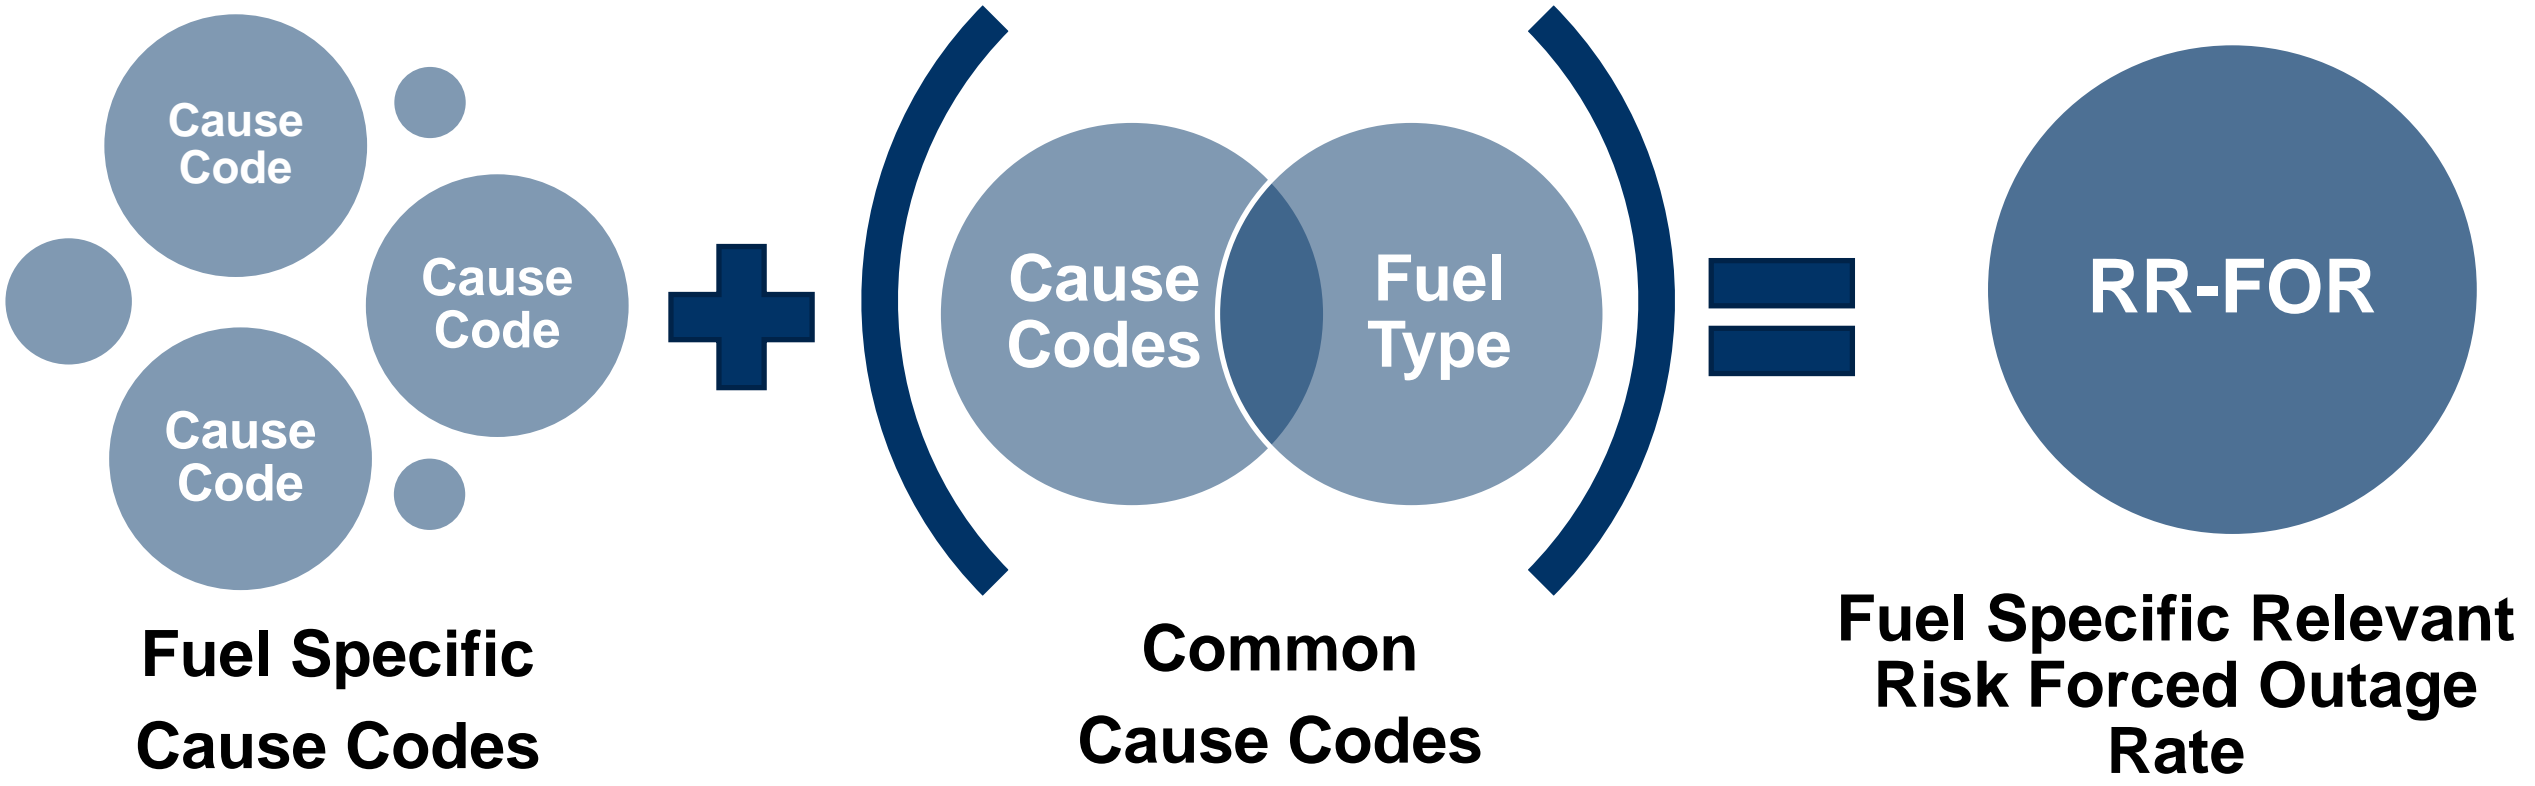 Cause
Code
Cause
Code
Cause
Code
Fuel Specific
Cause Codes
Cause
Codes
Fuel
Type
Common
Cause Codes
RR-FOR
Fuel Specific Relevant
Risk Forced Outage
Rate